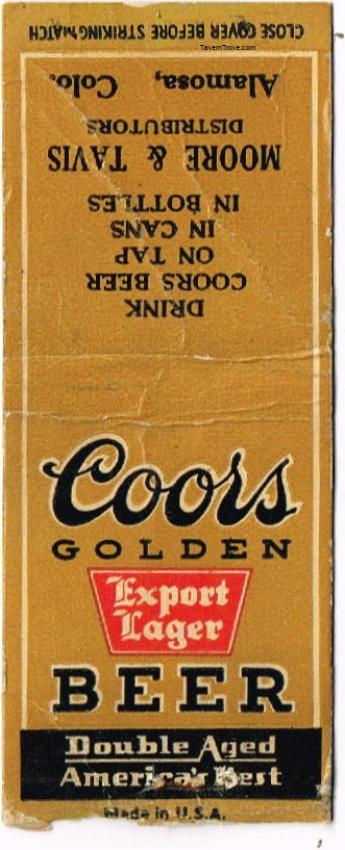 CLOSE COVER BEFORE STRIKING MATCH
TavernTrove.com
DRINK
COORS BEER
ON TAP
IN CANS
IN BOTTLES
MOORE & TAVIS
DISTRIBUTORS
Alamosa, Colo.
Coors
GOLDEN
Export
Lager
BEER
Double Aged
America's Best
Made in U.S.A.